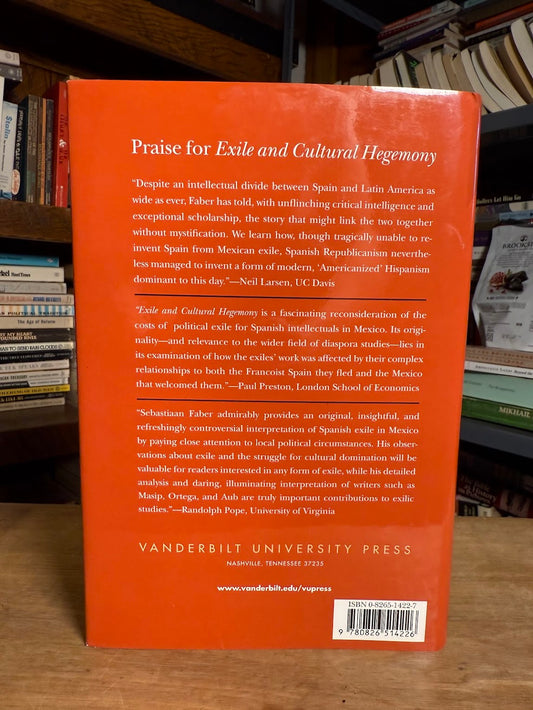 Praise for Exile and Cultural Hegemony
“Despite an intellectual divide between Spain and Latin America as
wide as ever, Faber has told, with unflinching critical intelligence and
exceptional scholarship, the story that might link the two together
without mystification. We learn how, though tragically unable to re-
invent Spain from Mexican exile, Spanish Republicanism neverthe-
less managed to invent a form of modern, ‘Americanized’ Hispanism
dominant to this day.”—Neil Larsen, UC Davis
“Exile and Cultural Hegemony is a fascinating reconsideration of the
costs of political exile for Spanish intellectuals in Mexico. Its origi-
nality—and relevance to the wider field of diaspora studies—lies in
its examination of how the exiles’ work was affected by their complex
relationships to both the Francoist Spain they fled and the Mexico
that welcomed them.”—Paul Preston, London School of Economics
“Sebastiaan Faber admirably provides an original, insightful, and
refreshingly controversial interpretation of Spanish exile in Mexico
by paying close attention to local political circumstances. His obser-
vations about exile and the struggle for cultural domination will be
valuable for readers interested in any form of exile, while his detailed
analysis and daring, illuminating interpretation of writers such as
Masip, Ortega, and Aub are truly important contributions to exilic
studies.”—Randolph Pope, University of Virginia
VANDERBILT UNIVERSITY PRESS
NASHVILLE, TENNESSEE 37235
www.vanderbilt.edu/vupress
ISBN 0-8265-1422-7
9 780826 514226
Stalin
The Age of Reform
MIKHAIL